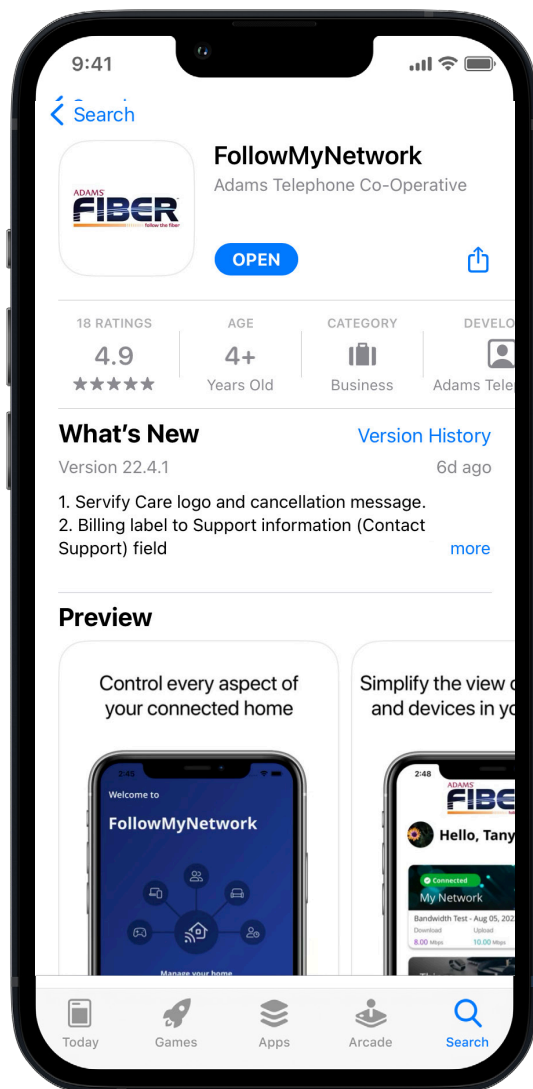 9:41
Search
ADAMS
FIBER
follow the fiber
FollowMyNetwork
Adams Telephone Co-Operative
OPEN
18 RATINGS
4.9
AGE
4+
Years Old
CATEGORY
Business
DEVELO
Adams Tele
What's New
Version History
Version 22.4.1
6d ago
1. Servify Care logo and cancellation message.
2. Billing label to Support information (Contact
Support) field
more
Preview
Control every aspect of
your connected home
2:45
Welcome to
FollowMyNetwork
Manage your home
Simplify the view
and devices in yo
2:48
ADAMS
FIBE
Hello, Tany
Connected
My Network
Bandwidth Test - Aug 05, 202
Download
Upload
8.00 Mbps
10.00 Mbps
Today
Games
Apps
Arcade
Search